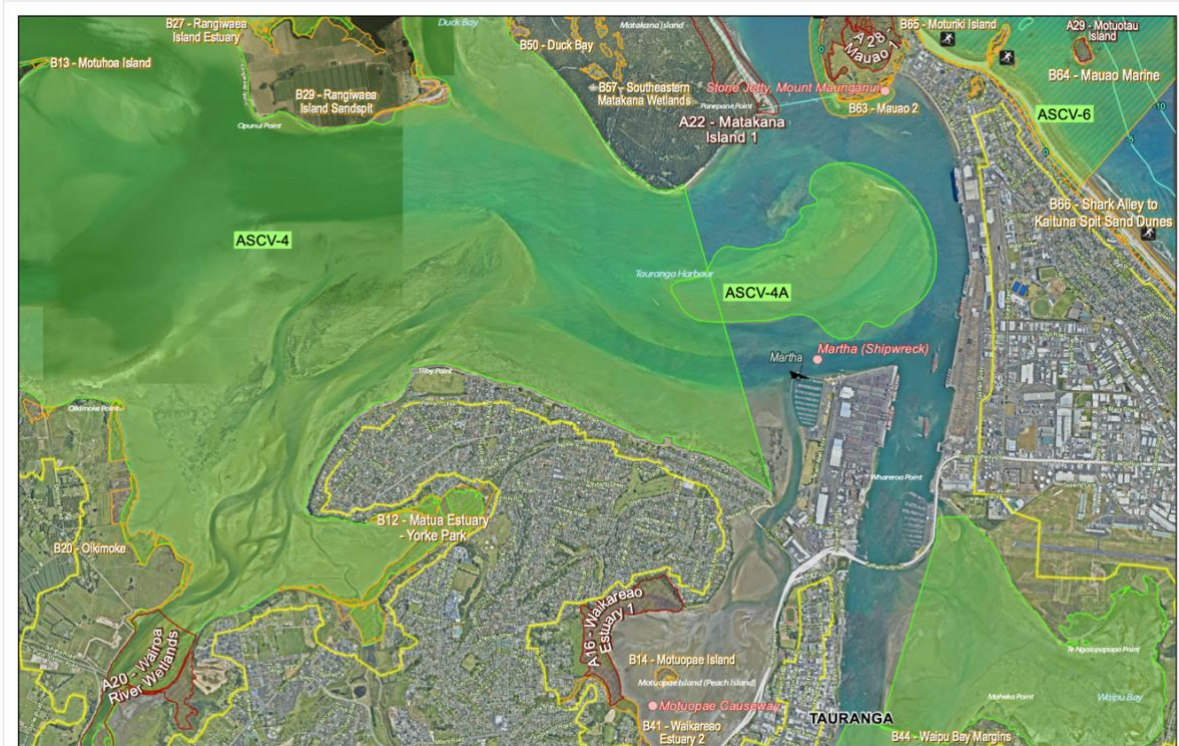 B27 - Rangiwaea
Island Estuary
Duck Bay
B50 - Duck Bay
Matakana Island
B65 - Moturiki Island
A29 - Motuotau
Island
A28
Mauao 1
B13 - Motuhoa Island
B64 - Mauao Marine
B29 - Rangiwaea
Island Sandspit
B57 - Southeastern
Matakana Wetlands
Stone Jetty, Mount Maunganui
Panepane Point
B63 - Mauao 2
ASCV-6
A22 - Matakana
Island 1
Opunui Point
-10
-5
0
0
B66 - Shark Alley to
Kaituna Spit Sand Dunes
ASCV-4
Tauranga Harbour
ASCV-4A
Martha (Shipwreck)
Martha
Tilby Point
Oikimoke Point
Whareroa Point
B12 - Matua Estuary
- Yorke Park
B20 - Oikimoke
A16 - Waikareao
Estuary 1
A20 - Wairoa
River Wetlands
B14 - Motuopae Island
Motuopae Island (Peach Island)
Te Ngaiopapapa Point
Maheka Point
Waipu Bay
Motuopae Causeway
B41 - Waikareao
Estuary 2
TAURANGA
B44 - Waipu Bay Margins